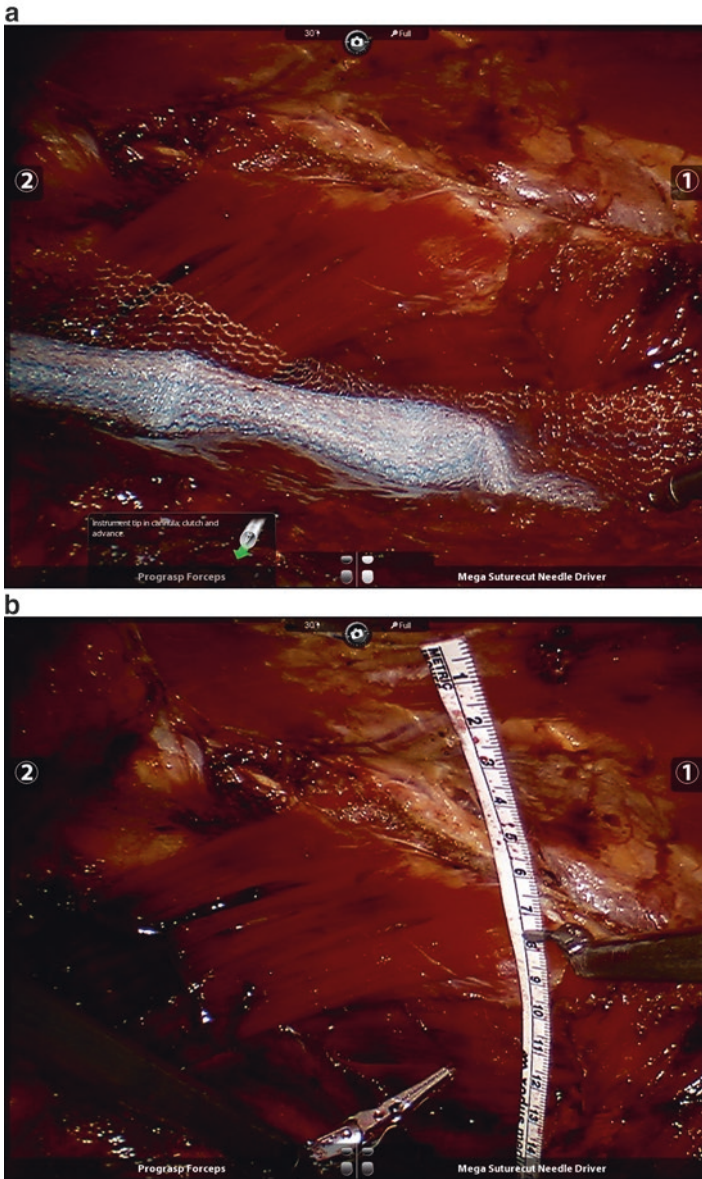 a
30°
Full
2
1
Instrument tip in cannula; clutch and
advance.
Prograsp Forceps
Mega Suturecut Needle Driver
b
30°
Full
METRIC
1
2
3
4
5
6
7
8
9
10
11
12
13
14
2
1
Prograsp Forceps
Mega Suturecut Needle Driver